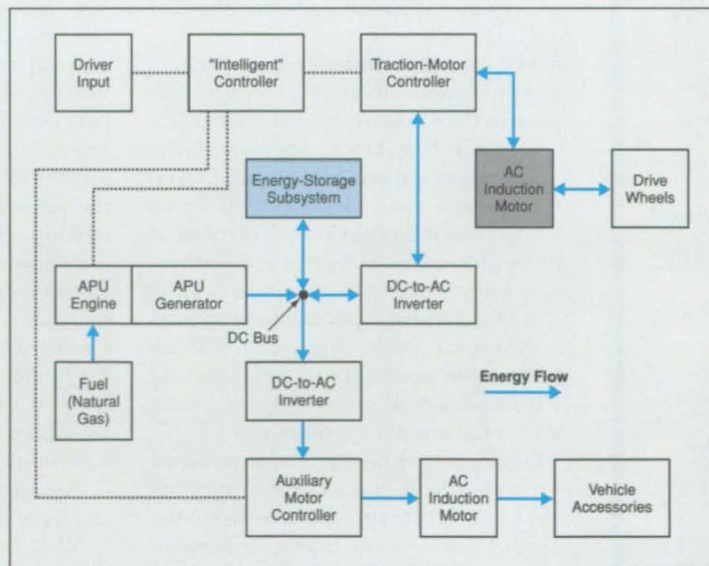 Driver
Input
"Intelligent"
Controller
Traction-Motor
Controller
Energy-Storage
Subsystem
AC
Induction
Motor
Drive
Wheels
APU
Engine
APU
Generator
DC-to-AC
Inverter
DC Bus
Fuel
(Natural
Gas)
DC-to-AC
Inverter
Energy Flow
Auxiliary
Motor
Controller
AC
Induction
Motor
Vehicle
Accessories